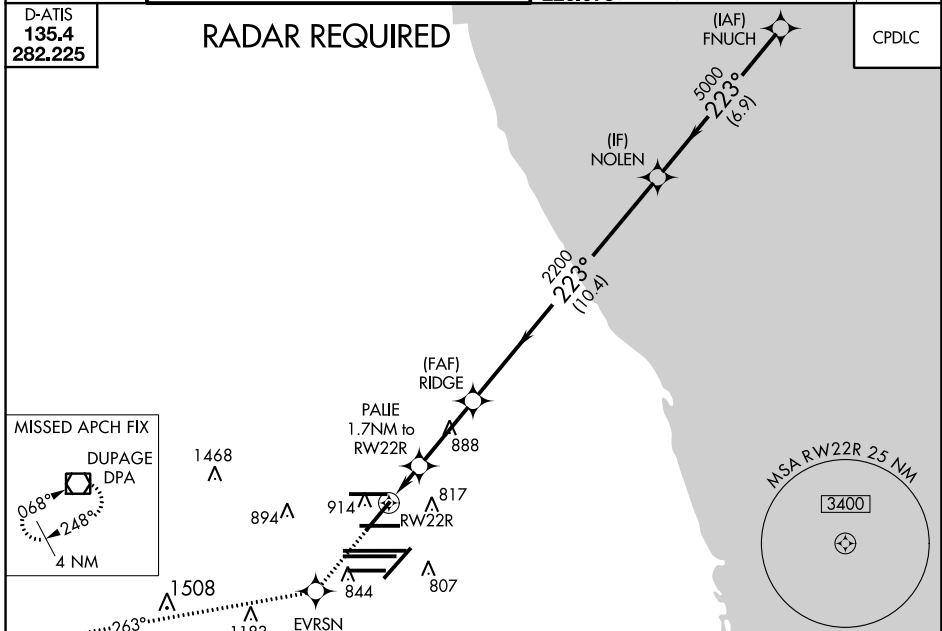 D-ATIS
135.4
282.225
RADAR REQUIRED
(IAF)
FNUCH
CPDLC
5000
223°
(6.9)
(IF)
NOLEN
2200
223°
(10.4)
(FAF)
RIDGE
PALIE
1.7NM to
RW22R
888
MISSED APCH FIX
DUPAGE
DPA
068°
248°
4 NM
1468
894
914
817
RW22R
MSA RW22R 25 NM
3400
844
807
1508
263°
EVRSN